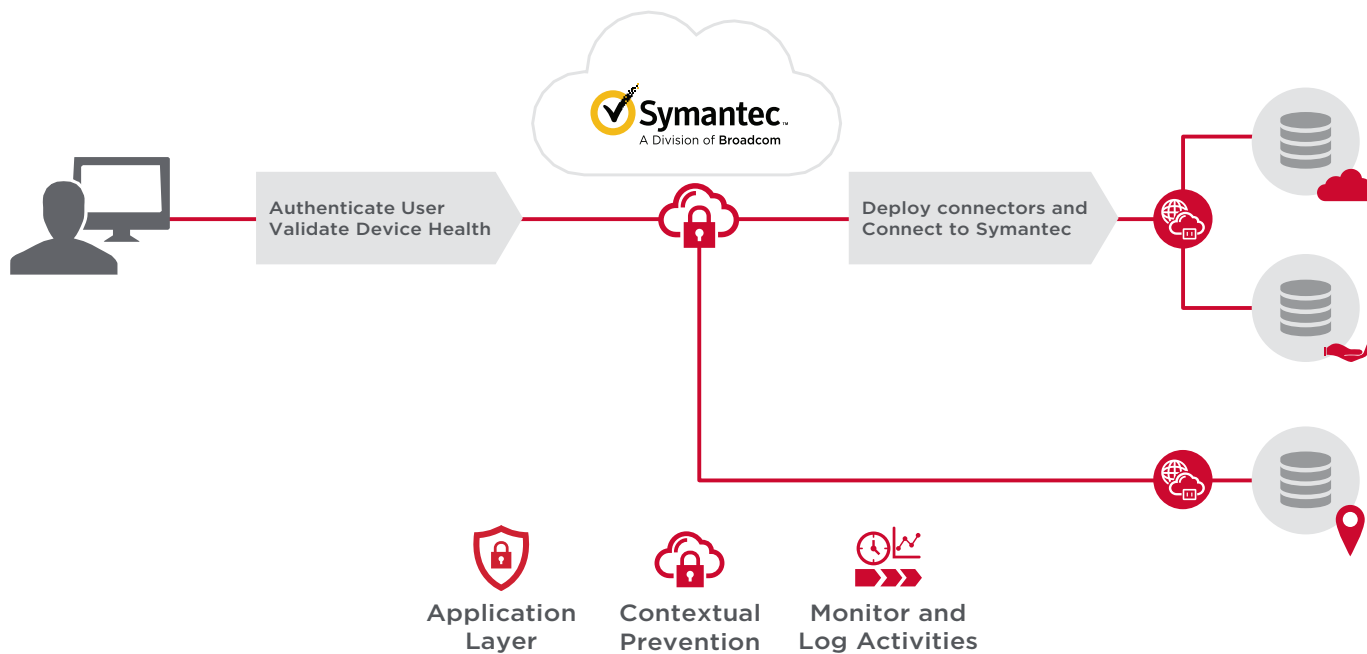 Symantec™
A Division of Broadcom
Authenticate User
Validate Device Health
Deploy connectors and
Connect to Symantec
Application
Layer
Contextual
Prevention
Monitor and
Log Activities